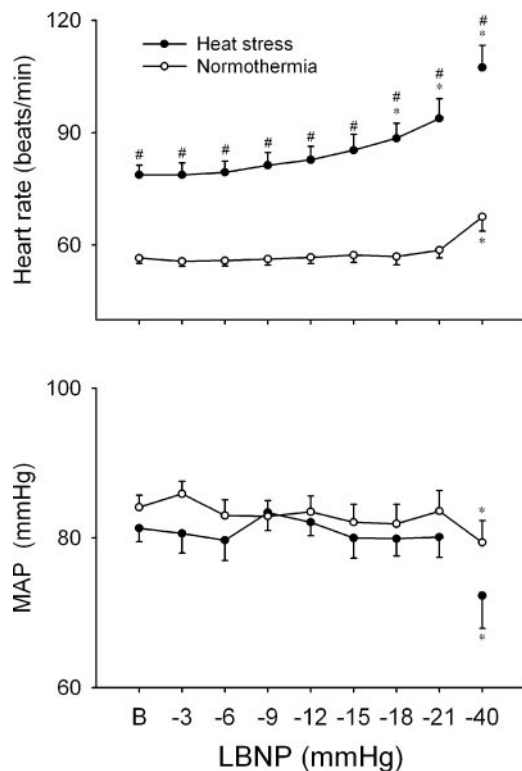 120
90
60
Heart rate (beats/min)
Heat stress
Normothermia
# # # # # # # # #
* * *
*
100
80
60
MAP (mmHg)
*
*
B -3 -6 -9 -12 -15 -18 -21 -40
LBNP (mmHg)